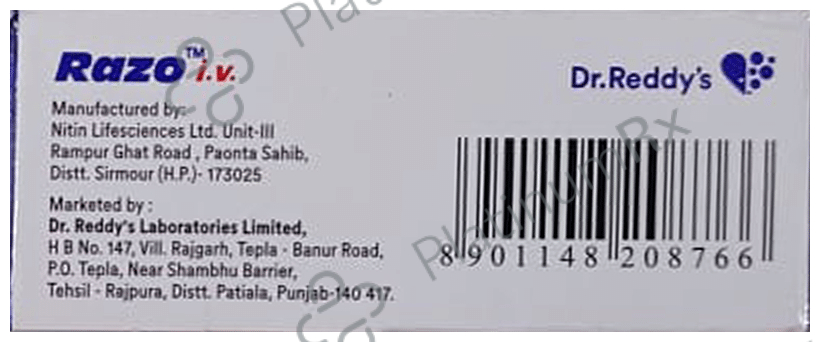 Razo™ i.v.
Dr.Reddy's
Manufactured by:
Nitin Lifesciences Ltd. Unit-III
Rampur Ghat Road , Paonta Sahib,
Distt. Sirmour (H.P.)- 173025
Marketed by :
Dr. Reddy's Laboratories Limited,
H B No. 147, Vill. Rajgarh, Tepla - Banur Road,
P.O. Tepla, Near Shambhu Barrier,
Tehsil - Rajpura, Distt. Patiala, Punjab-140 417.
8 901148 208766
PlatinumRx